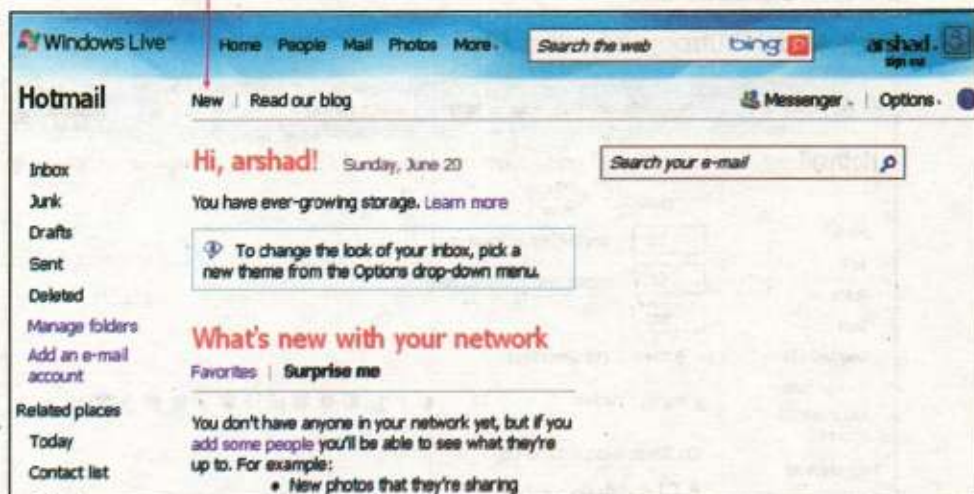 Windows Live™ Home People Mail Photos More Search the web bing arshad
sign out
Hotmail New | Read our blog Messenger | Options
Hi, arshad! Sunday, June 20 Search your e-mail
You have ever-growing storage. Learn more
To change the look of your inbox, pick a
new theme from the Options drop-down menu.
What's new with your network
Favorites | Surprise me
You don't have anyone in your network yet, but if you
add some people you'll be able to see what they're
up to. For example:
• New photos that they're sharing
Inbox
Junk
Drafts
Sent
Deleted
Manage folders
Add an e-mail
account
Related places
Today
Contact list